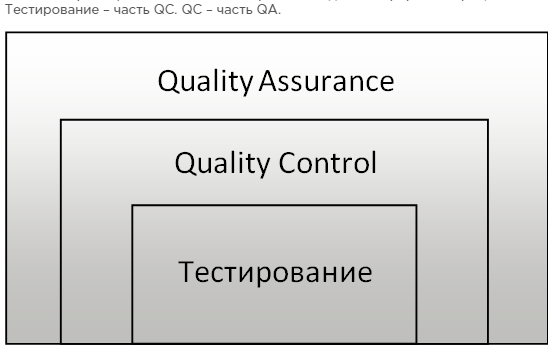 Тестирование – часть QC. QC – часть QA.
Quality Assurance
Quality Control
Тестирование